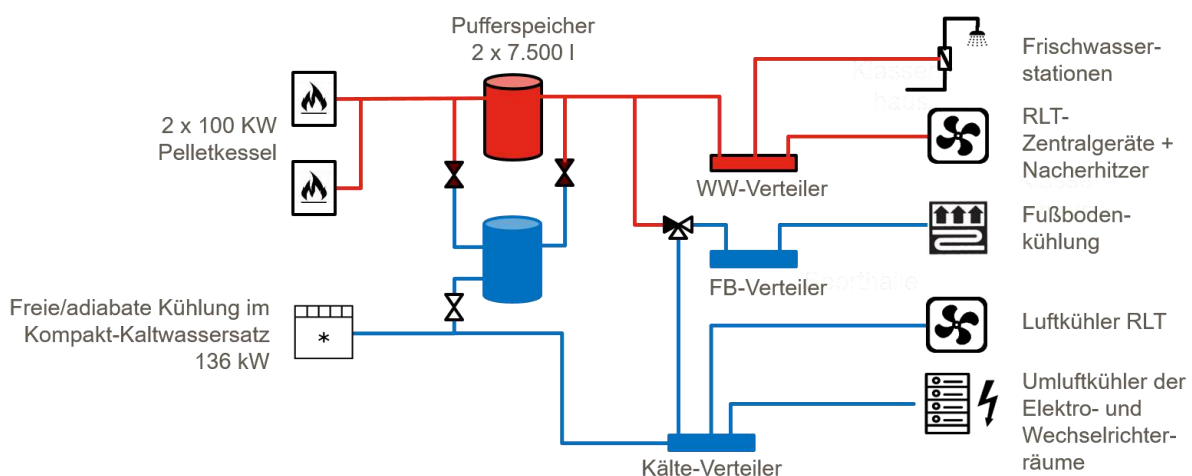 Pufferspeicher
2 x 7.500 l
2 x 100 KW
Pelletkessel
Freie/adiabate Kühlung im
Kompakt-Kaltwassersatz
136 kW
WW-Verteiler
FB-Verteiler
Kälte-Verteiler
Frischwasser-
stationen
RLT-
Zentralgeräte +
Nacherhitzer
Fußboden-
kühlung
Luftkühler RLT
Umluftkühler der
Elektro- und
Wechselrichter-
räume